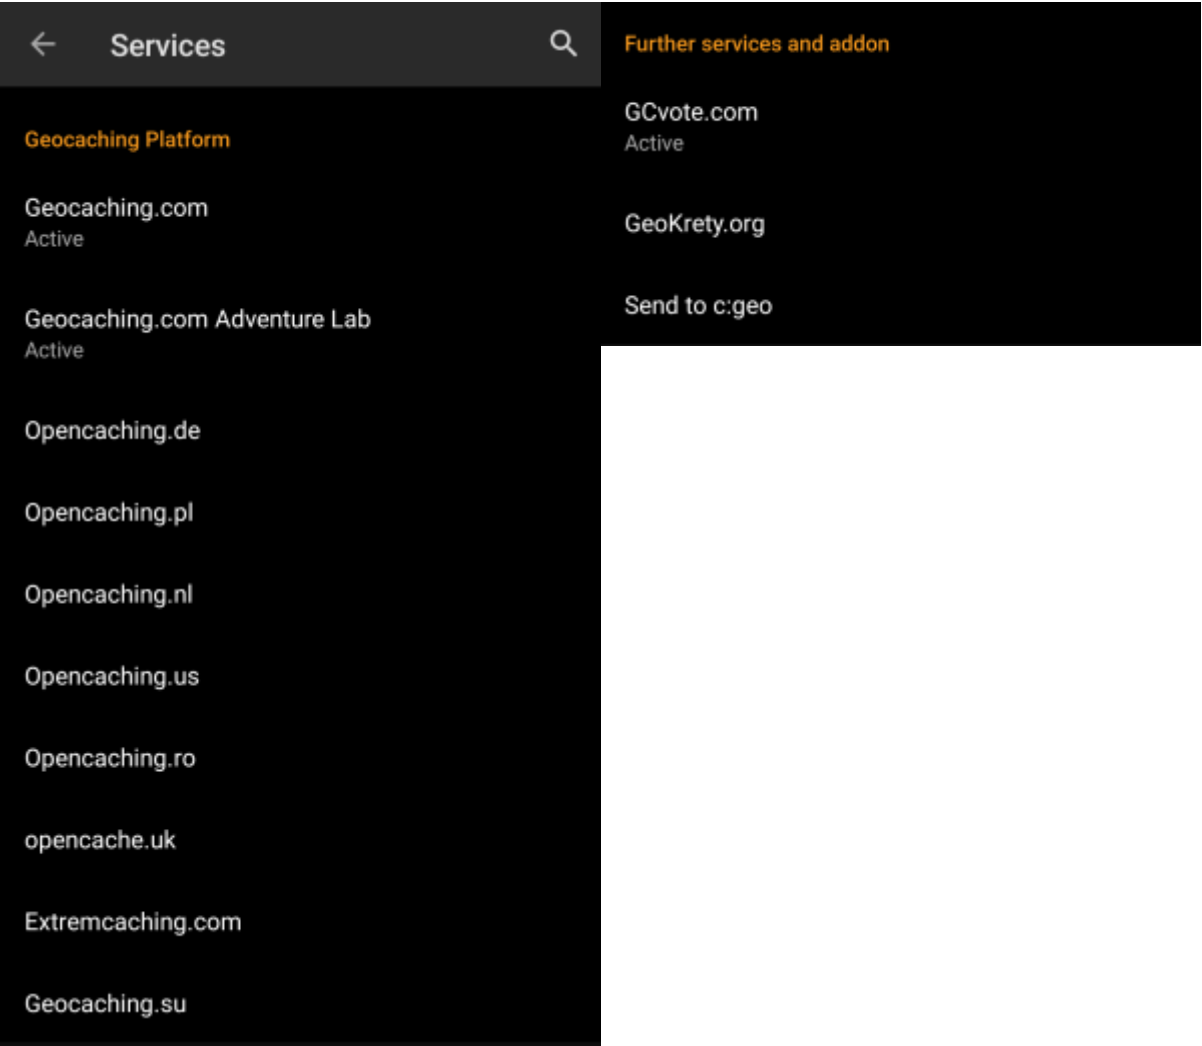 Services
Geocaching Platform
Geocaching.com
Active
Geocaching.com Adventure Lab
Active
Opencaching.de
Opencaching.pl
Opencaching.nl
Opencaching.us
Opencaching.ro
opencache.uk
Extremcaching.com
Geocaching.su
Further services and addon
GCvote.com
Active
GeoKrety.org
Send to c:geo